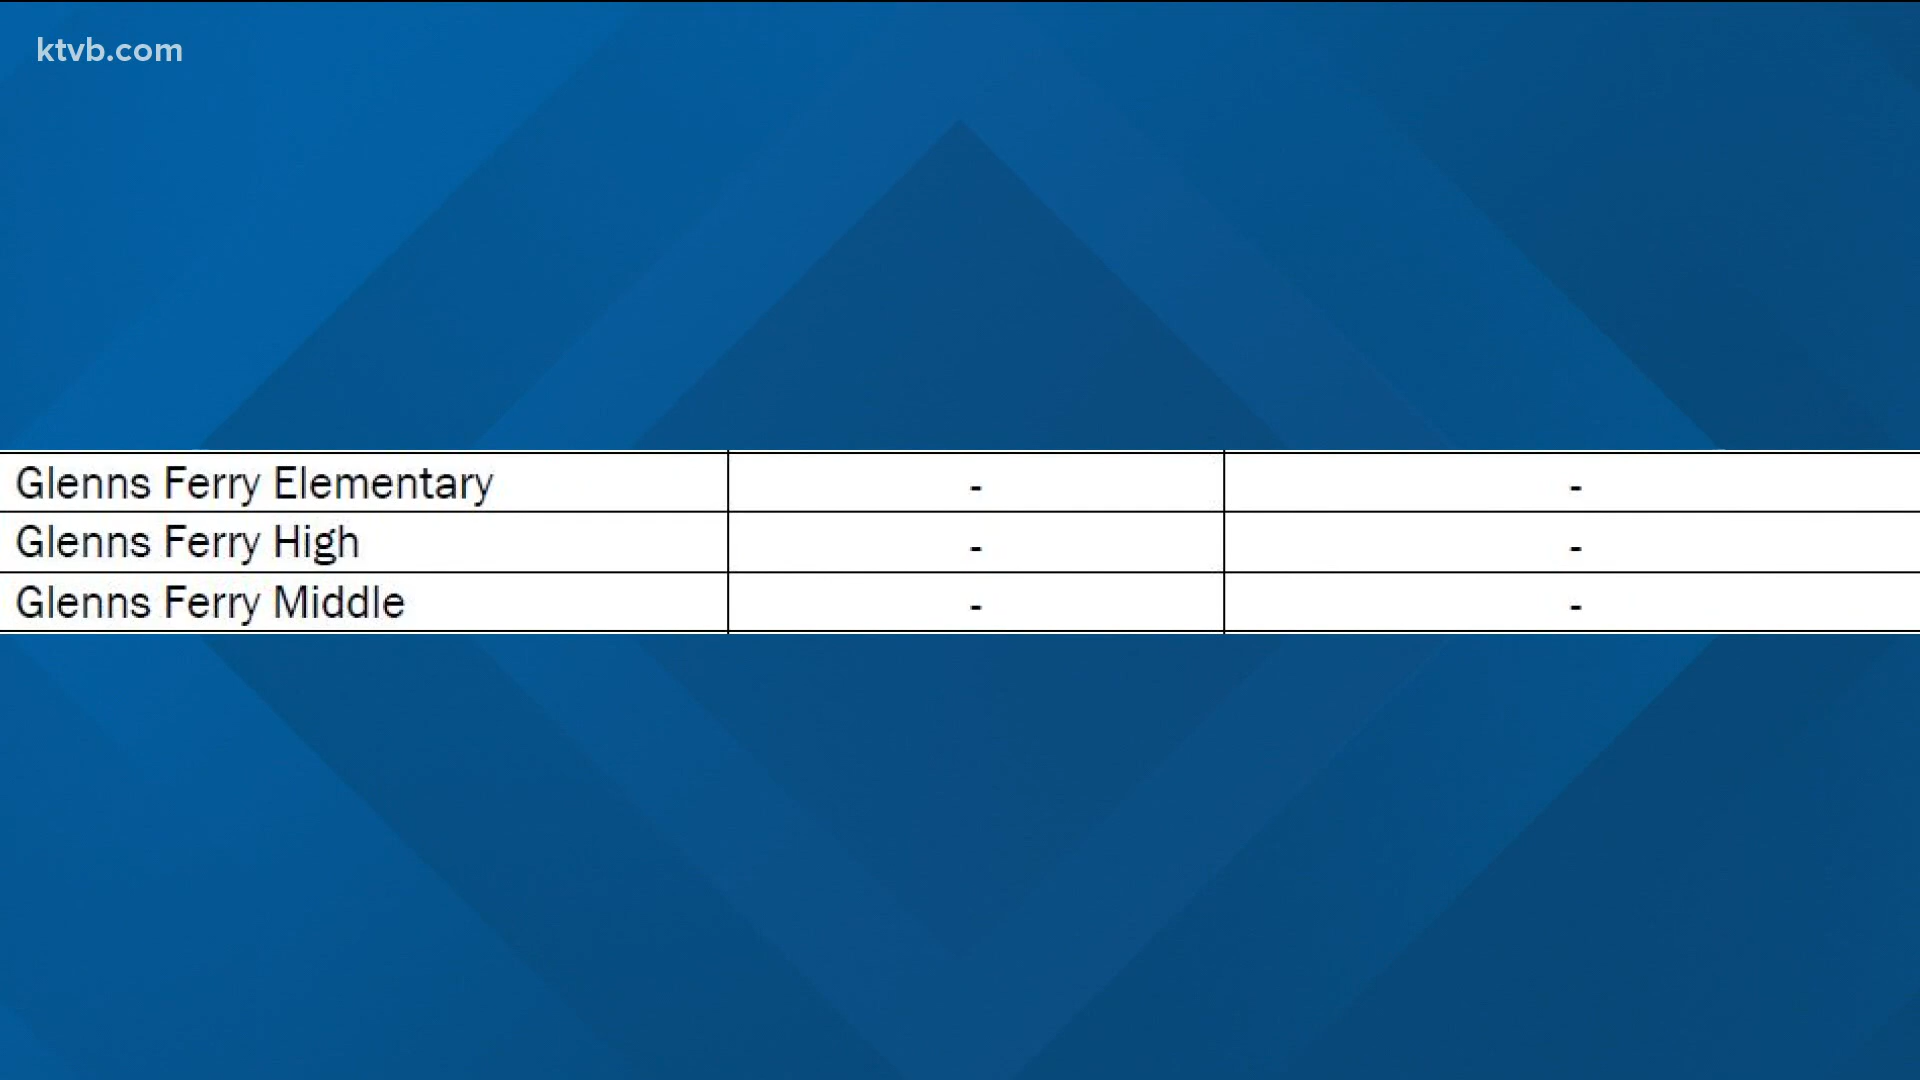 ktvb.com
Glenns Ferry Elementary - -
Glenns Ferry High - -
Glenns Ferry Middle - -